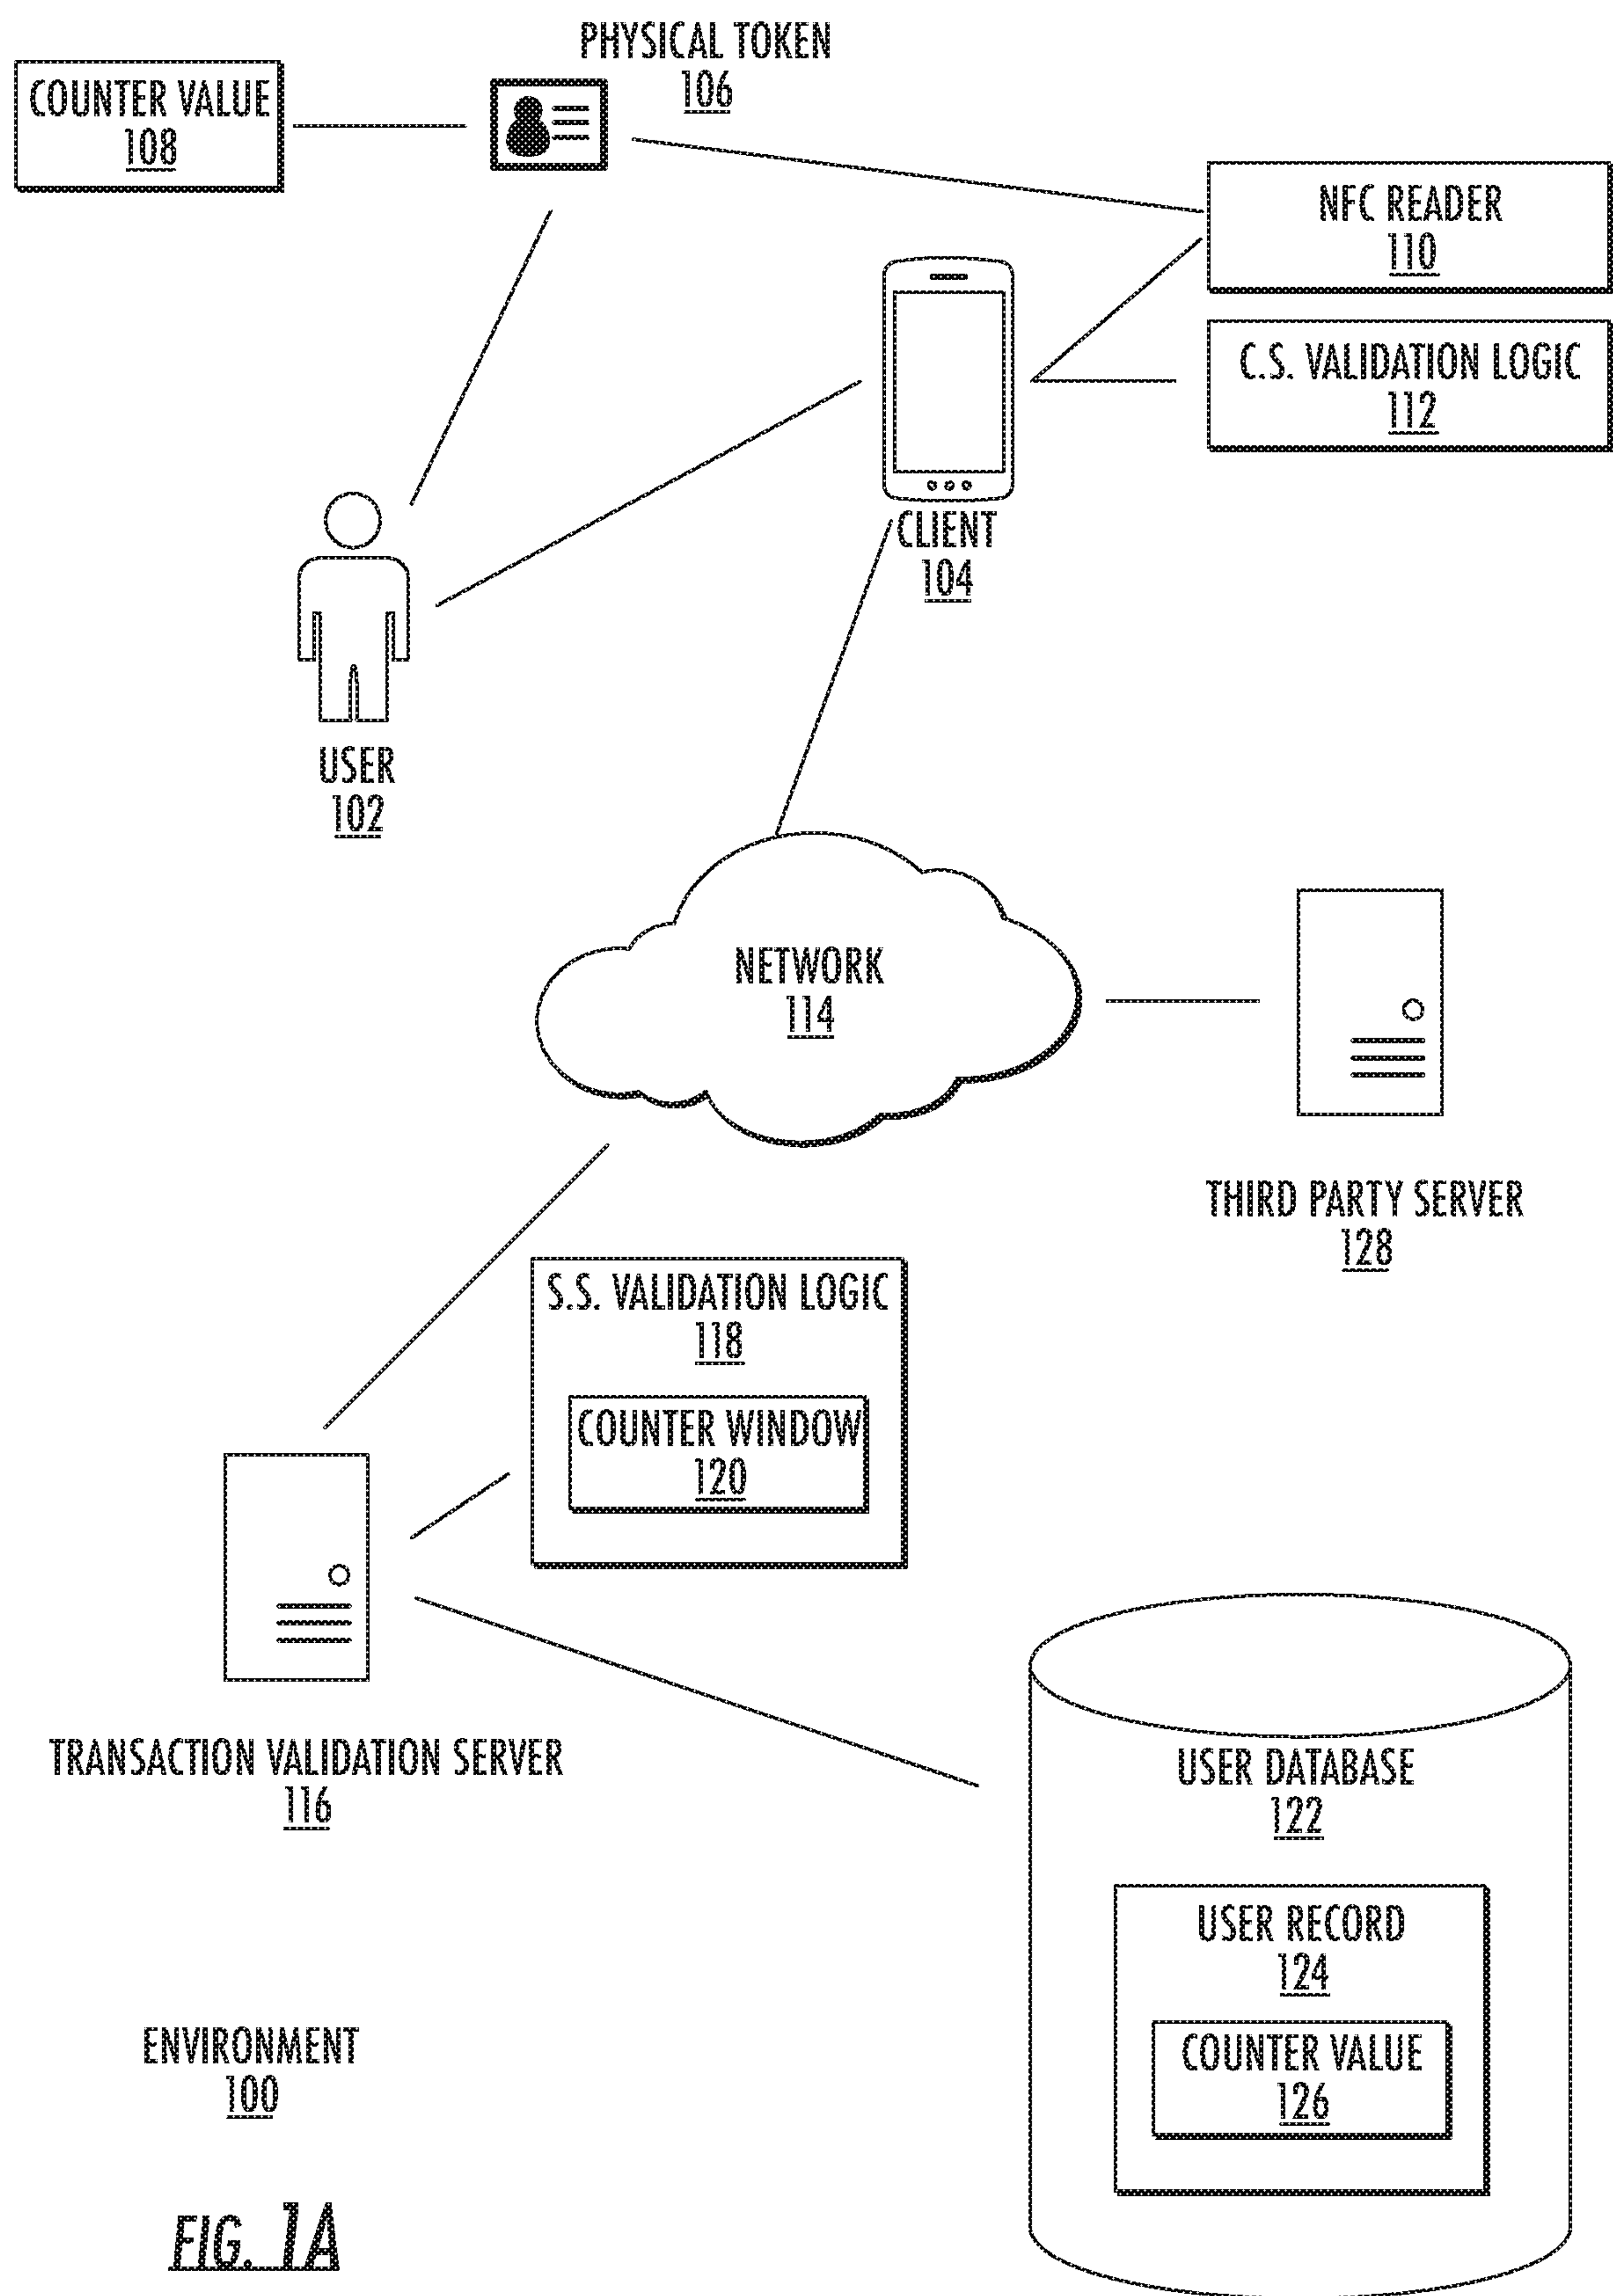 PHYSICAL TOKEN
106
COUNTER VALUE
108
NFC READER
110
C.S. VALIDATION LOGIC
112
CLIENT
104
USER
102
NETWORK
114
THIRD PARTY SERVER
128
S.S. VALIDATION LOGIC
118
COUNTER WINDOW
120
TRANSACTION VALIDATION SERVER
116
USER DATABASE
122
USER RECORD
124
COUNTER VALUE
126
ENVIRONMENT
100
FIG. 1A